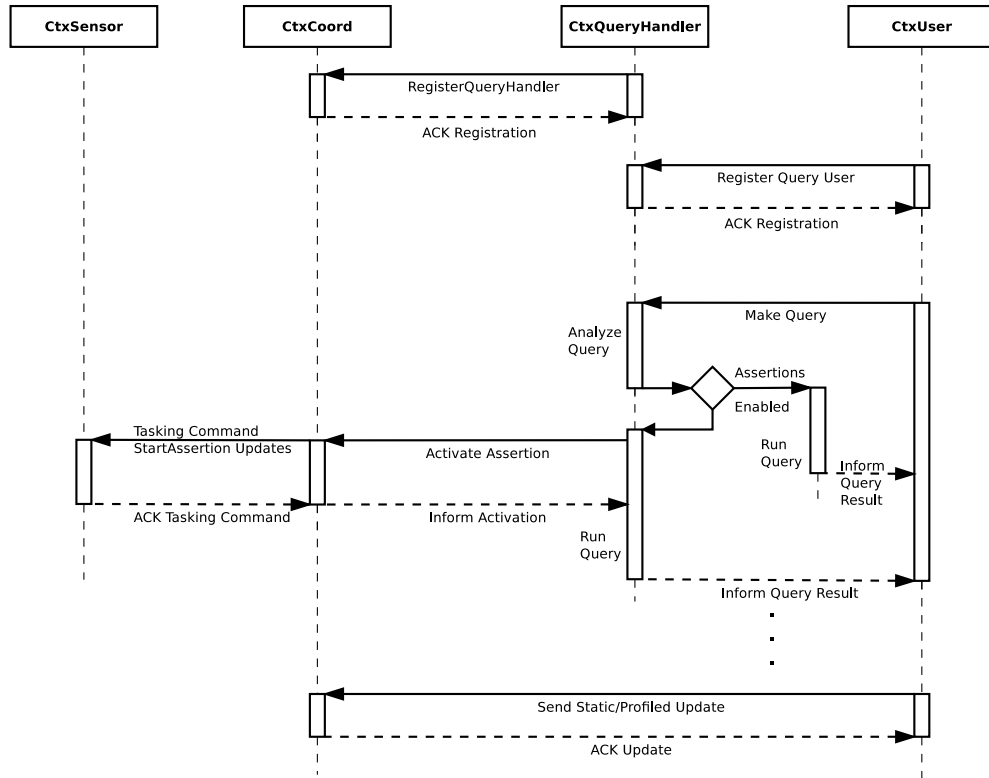 CtxSensor
CtxCoord
CtxQueryHandler
CtxUser
RegisterQueryHandler
ACK Registration
Register Query User
ACK Registration
Make Query
Analyze
Query
Assertions
Enabled
Tasking Command
StartAssertion Updates
Activate Assertion
Run
Query
Inform
Query
Result
ACK Tasking Command
Inform Activation
Run
Query
Inform Query Result
Send Static/Profiled Update
ACK Update